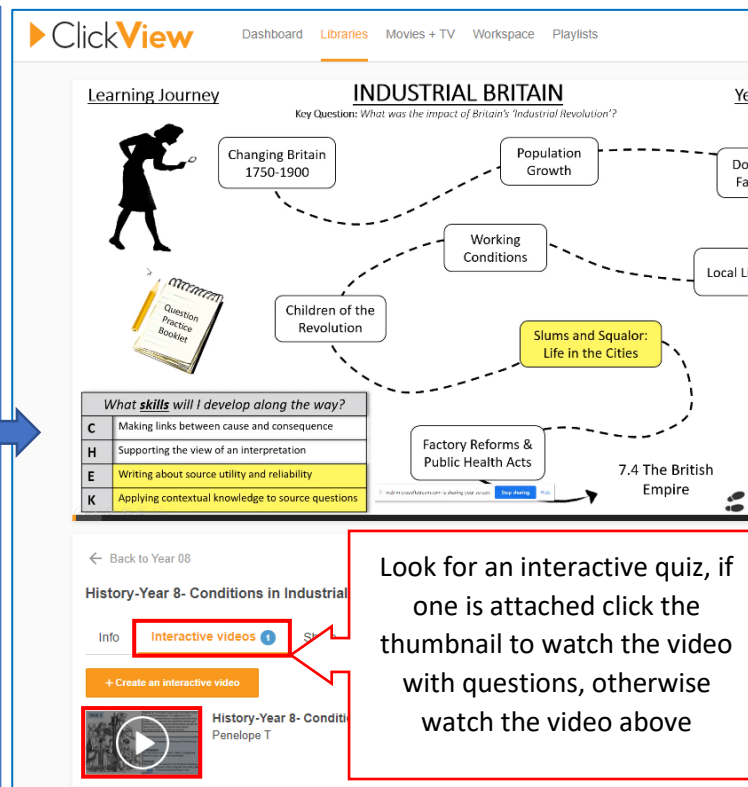 ClickView
Dashboard Libraries Movies + TV Workspace Playlists
Learning Journey
INDUSTRIAL BRITAIN
Key Question: What was the impact of Britain's 'Industrial Revolution'?
Changing Britain
1750-1900
Population
Growth
Working
Conditions
Question
Practice
Booklet
Children of the
Revolution
Slums and Squalor:
Life in the Cities
What skills will I develop along the way?
C Making links between cause and consequence
H Supporting the view of an interpretation
E Writing about source utility and reliability
K Applying contextual knowledge to source questions
Factory Reforms &
Public Health Acts
Stop sharing Hide
7.4 The British
Empire
← Back to Year 08
History-Year 8- Conditions in Industrial
Info Interactive videos 1
+ Create an interactive video
History-Year 8- Conditi
Penelope T
Look for an interactive quiz, if
one is attached click the
thumbnail to watch the video
with questions, otherwise
watch the video above